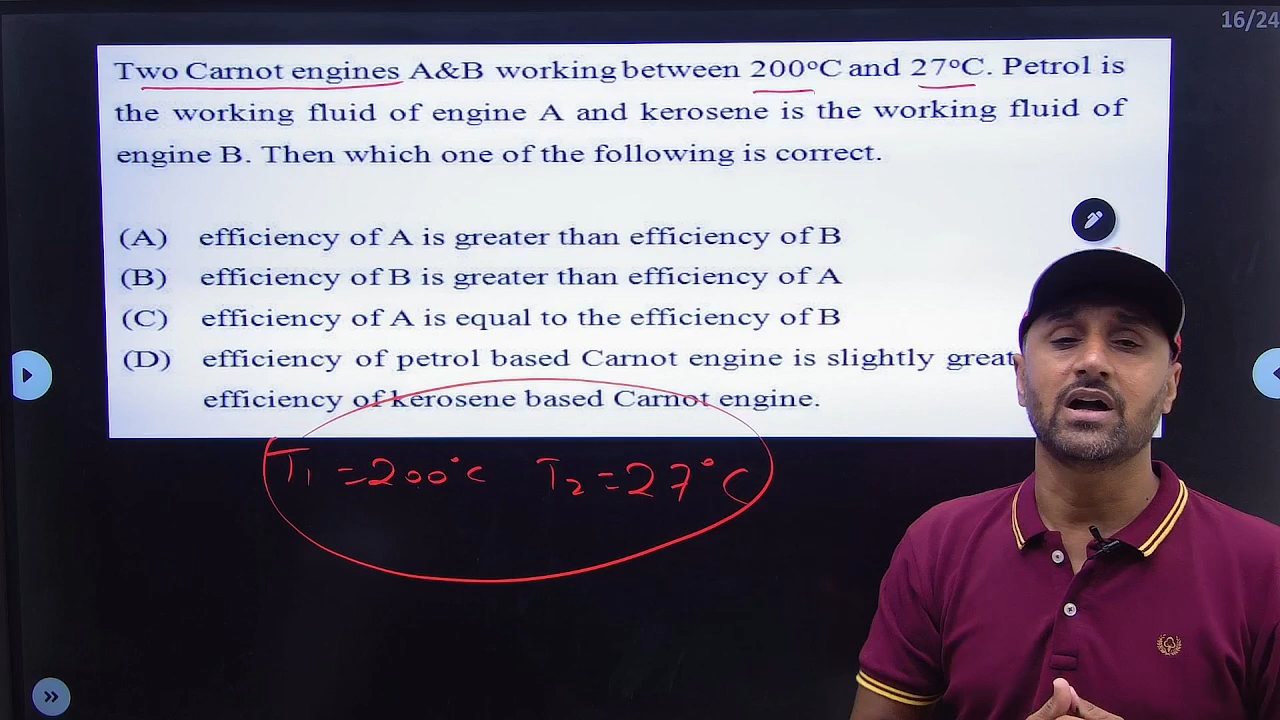 16/24
Two Carnot engines A&B working between 200°C and 27°C. Petrol is
the working fluid of engine A and kerosene is the working fluid of
engine B. Then which one of the following is correct.
(A) efficiency of A is greater than efficiency of B
(B) efficiency of B is greater than efficiency of A
(C) efficiency of A is equal to the efficiency of B
(D) efficiency of petrol based Carnot engine is slightly great
efficiency of kerosene based Carnot engine.
T1 = 200°C T2 = 27°C